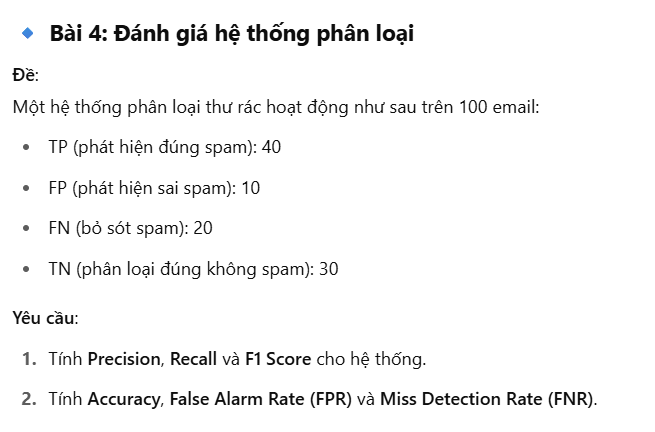 Bài 4: Đánh giá hệ thống phân loại
Đề:
Một hệ thống phân loại thư rác hoạt động như sau trên 100 email:
• TP (phát hiện đúng spam): 40
• FP (phát hiện sai spam): 10
• FN (bỏ sót spam): 20
• TN (phân loại đúng không spam): 30
Yêu cầu:
1. Tính Precision, Recall và F1 Score cho hệ thống.
2. Tính Accuracy, False Alarm Rate (FPR) và Miss Detection Rate (FNR).